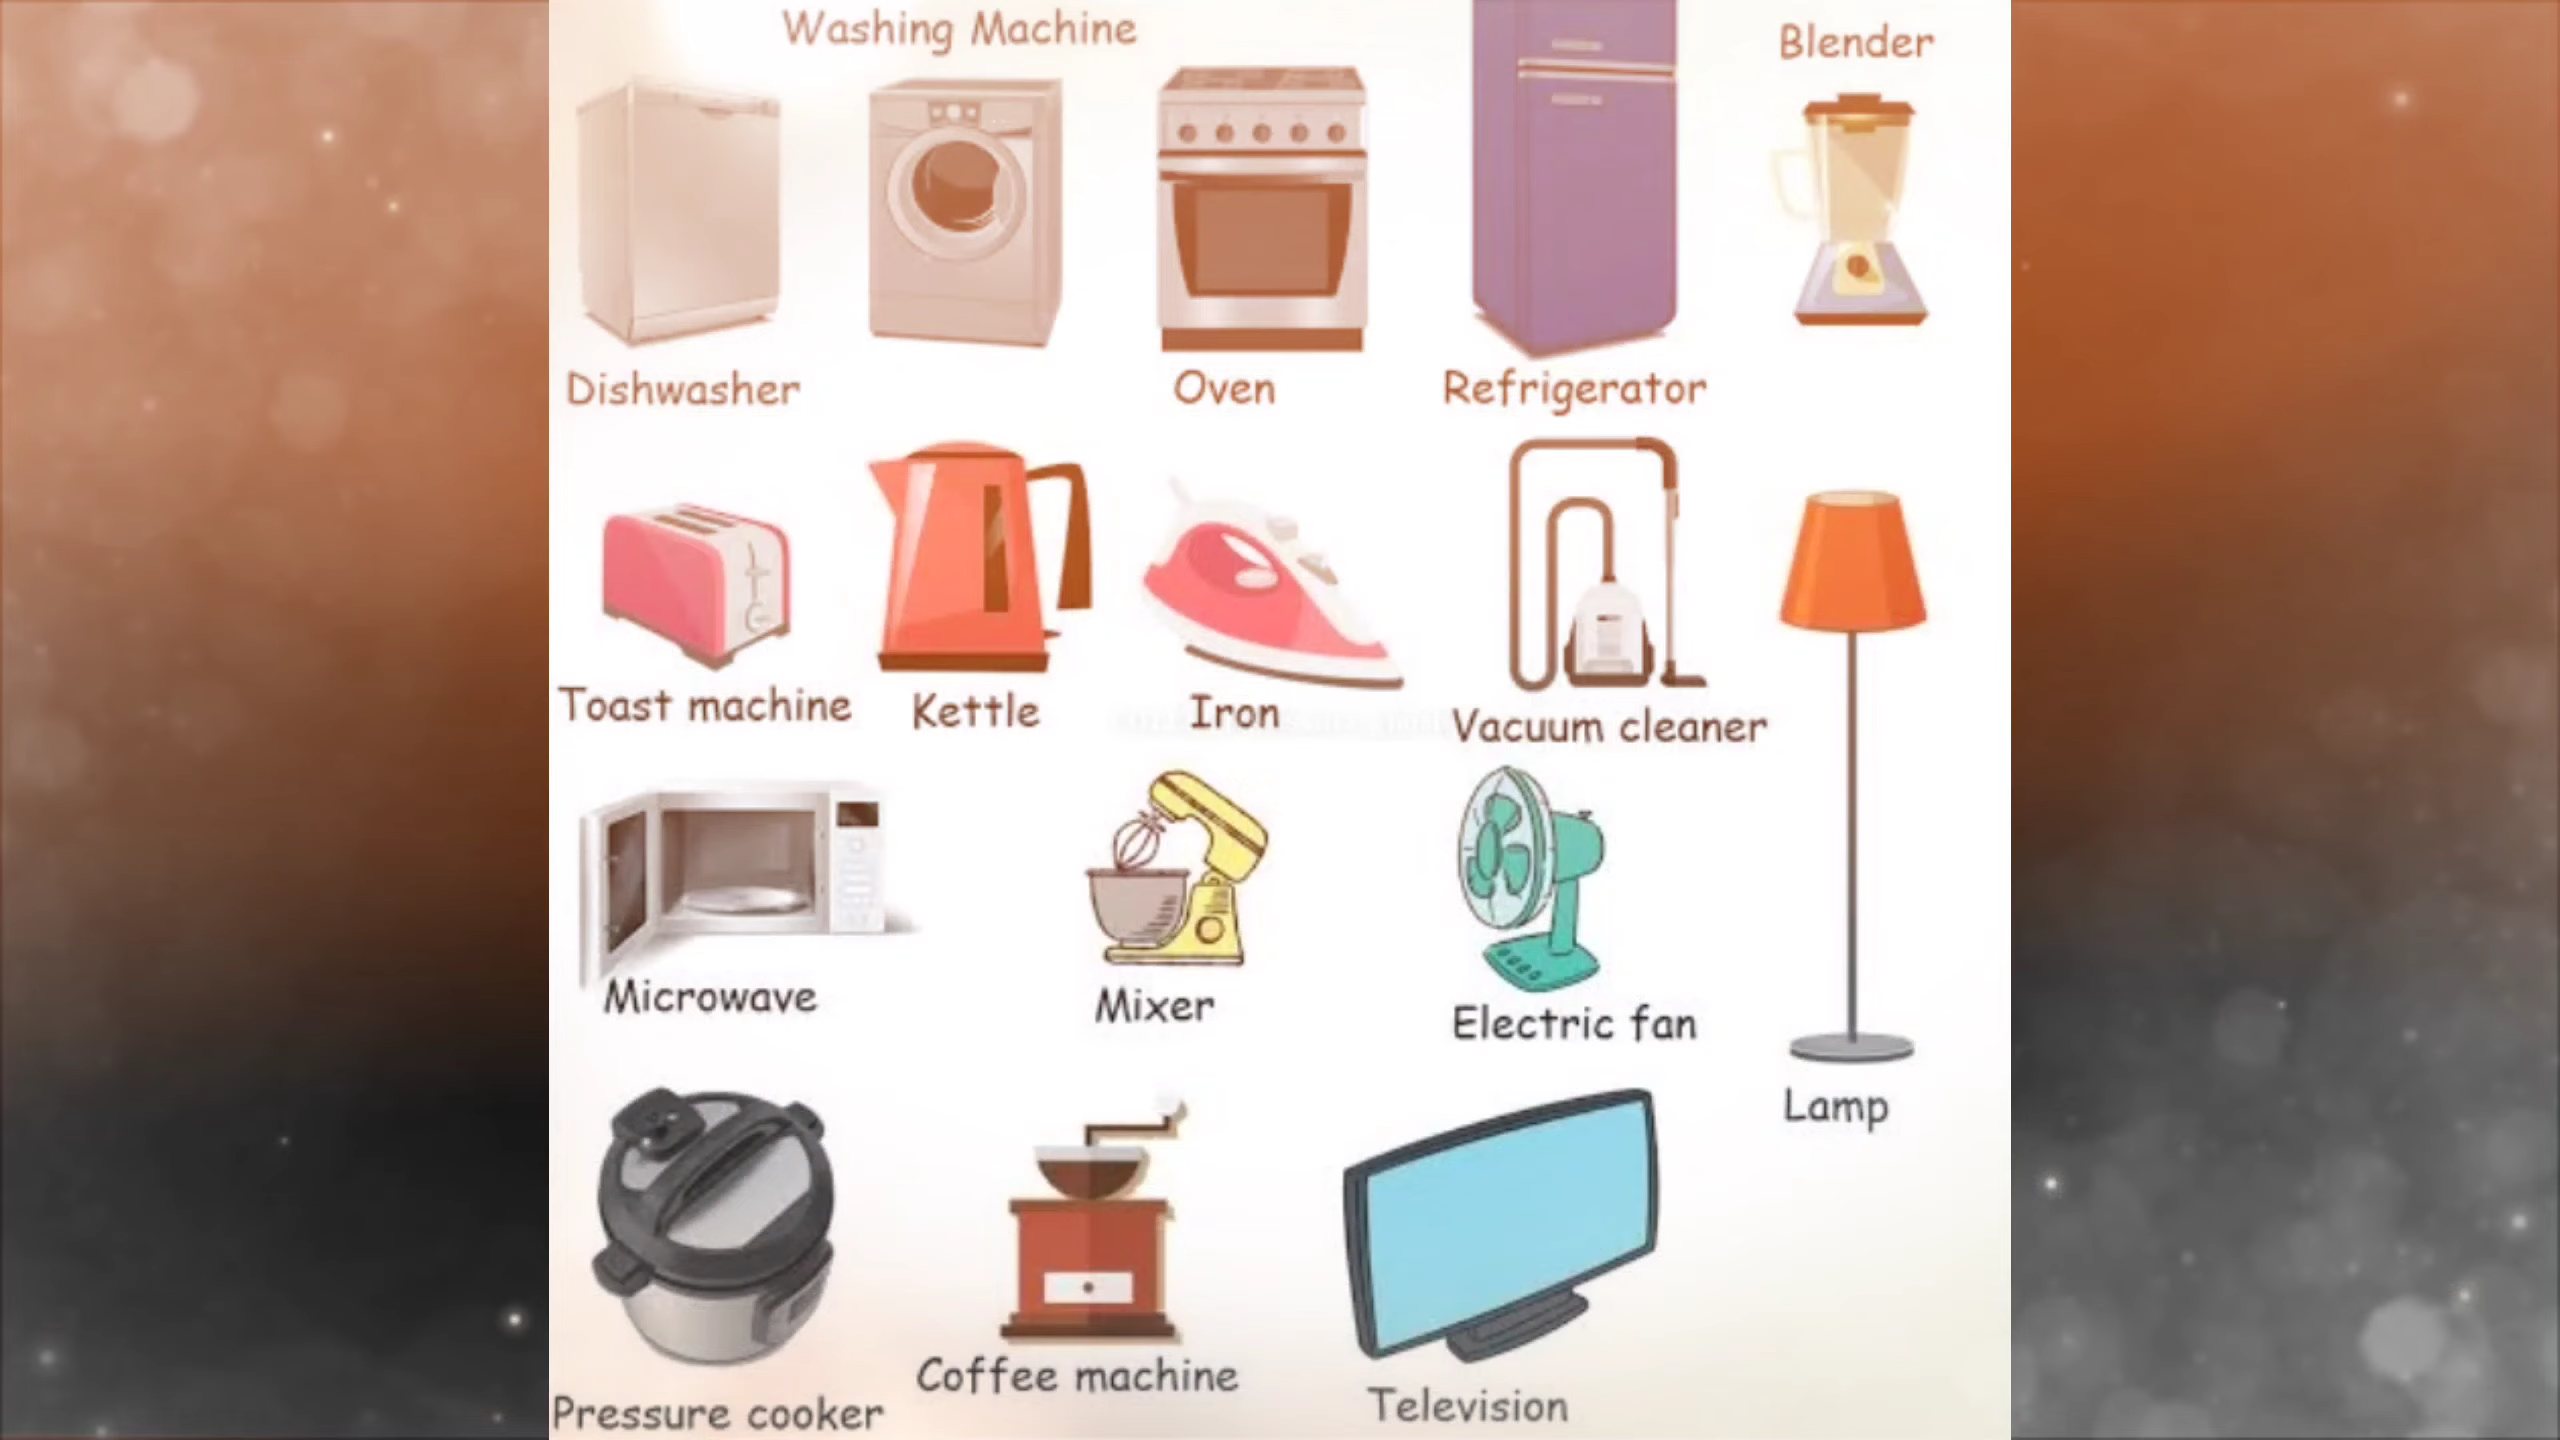 Washing Machine
Blender
Dishwasher
Oven
Refrigerator
Toast machine
Kettle
Iron
Vacuum cleaner
Microwave
Mixer
Electric fan
Lamp
Pressure cooker
Coffee machine
Television